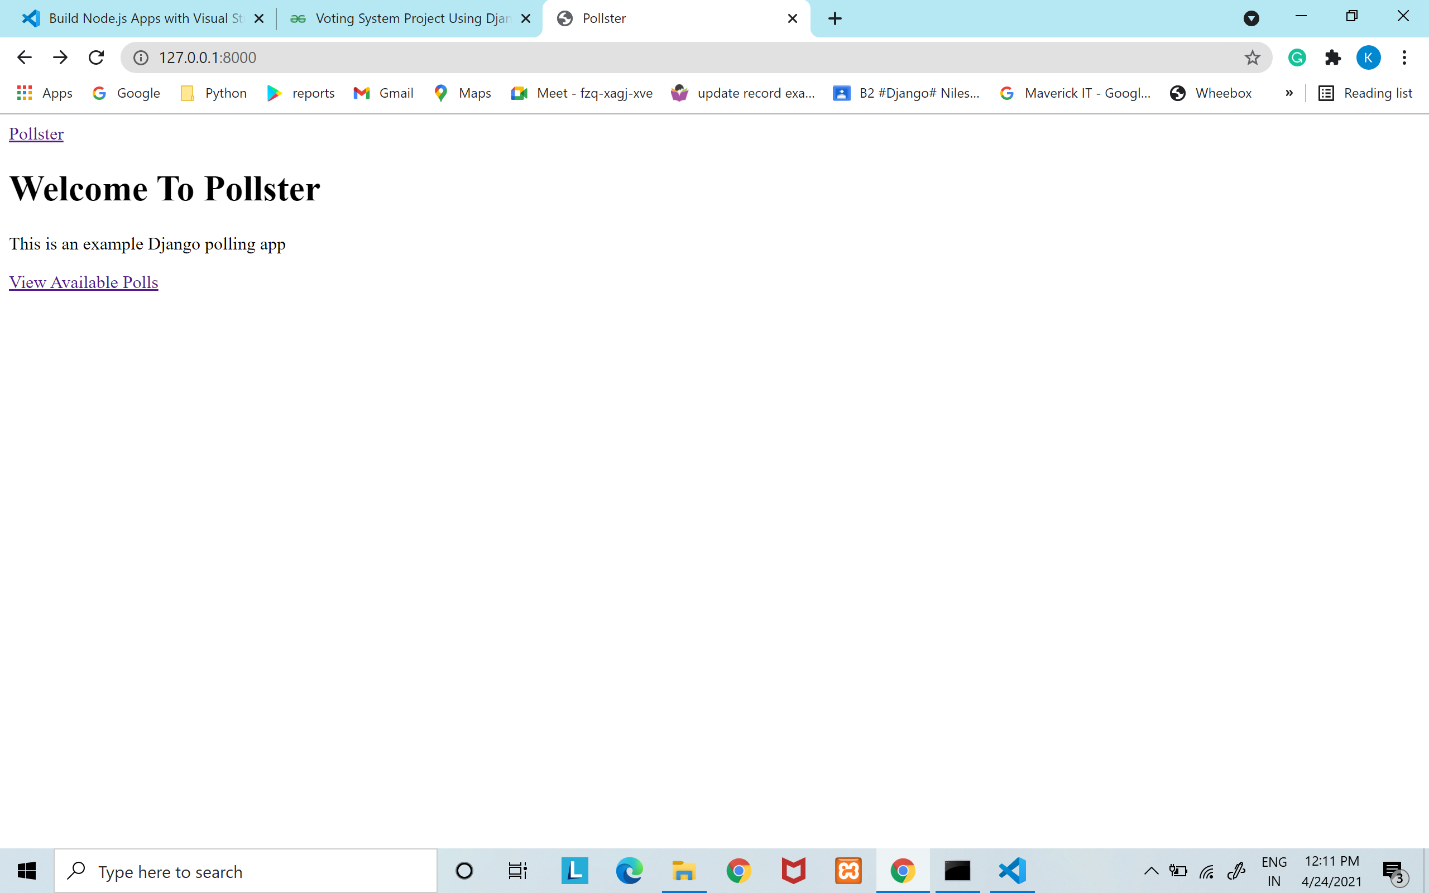 Build Node.js Apps with Visual St
Voting System Project Using Djan
Pollster
127.0.0.1:8000
K
Apps
Google
Python
reports
Gmail
Maps
Meet - fzq-xagj-xve
update record exa...
B2 #Django# Niles...
Maverick IT - Googl...
Wheebox
»
Reading list
Pollster
Welcome To Pollster
This is an example Django polling app
View Available Polls
Type here to search
L
ENG
IN
12:11 PM
4/24/2021
3